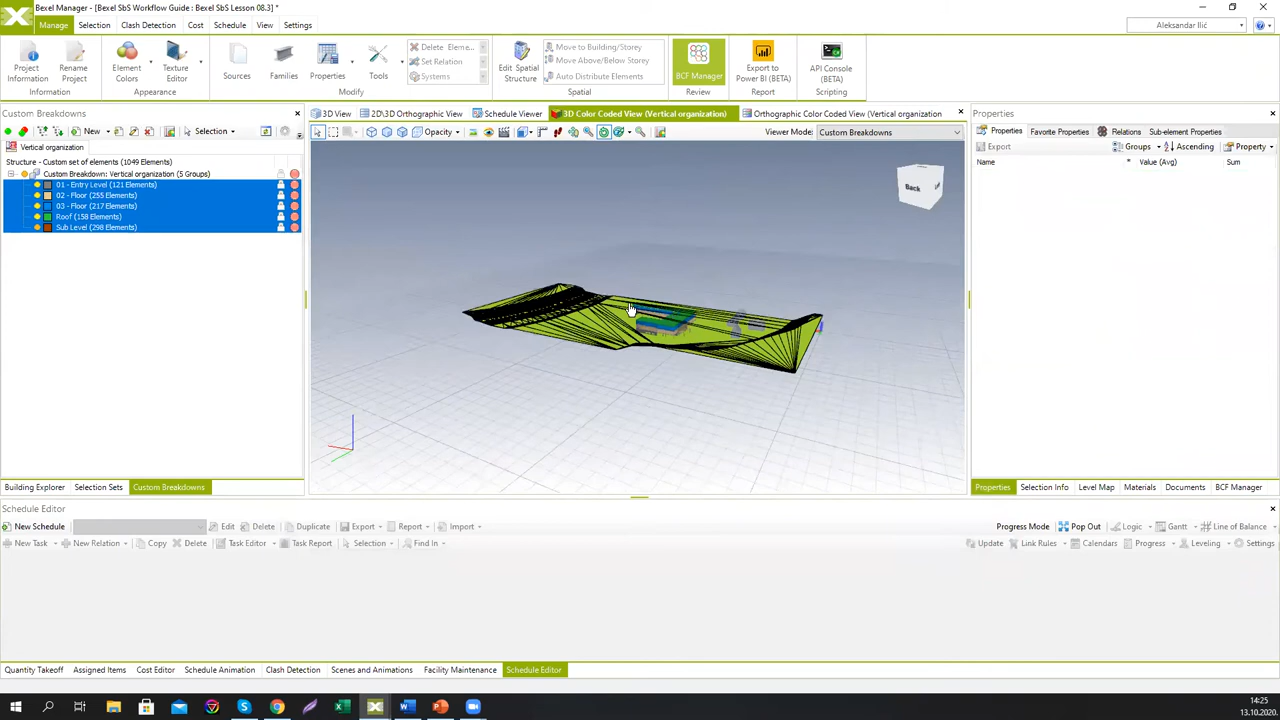 Bexel Manager (Bexel SbS Workflow Guide : Bexel SbS Lesson 08.3) *
Manage Selection Clash Detection Cost Schedule View Settings
Aleksandar Ilić
Project Information
Rename Project
Element Colors
Texture Editor
Sources
Families
Properties
Tools
Delete Eleme...
Set Relation
Systems
Edit Spatial Structure
Move to Building/Storey
Move Above/Below Storey
Auto Distribute Elements
BCF Manager
Export to Power BI (BETA)
API Console (BETA)
Information Appearance Modify Spatial Review Report Scripting
Custom Breakdowns
New Selection
Vertical organization
Structure - Custom set of elements (1049 Elements)
Custom Breakdown: Vertical organization (5 Groups)
01 - Entry Level (121 Elements)
02 - Floor (255 Elements)
03 - Floor (217 Elements)
Roof (158 Elements)
Sub Level (298 Elements)
Building Explorer Selection Sets Custom Breakdowns
3D View 2D\3D Orthographic View Schedule Viewer 3D Color Coded View (Vertical organization) Orthographic Color Coded View (Vertical organization
Opacity Viewer Mode: Custom Breakdowns
Back
Properties
Properties Favorite Properties Relations Sub-element Properties
Export Groups Ascending Property
Name * Value (Avg) Sum
Properties Selection Info Level Map Materials Documents BCF Manager
Schedule Editor
New Schedule Edit Delete Duplicate Export Report Import Progress Mode Pop Out Logic Gantt Line of Balance
New Task New Relation Copy Delete Task Editor Task Report Selection Find In Update Link Rules Calendars Progress Leveling Settings
Quantity Takeoff Assigned Items Cost Editor Schedule Animation Clash Detection Scenes and Animations Facility Maintenance Schedule Editor
14:25
13.10.2020.